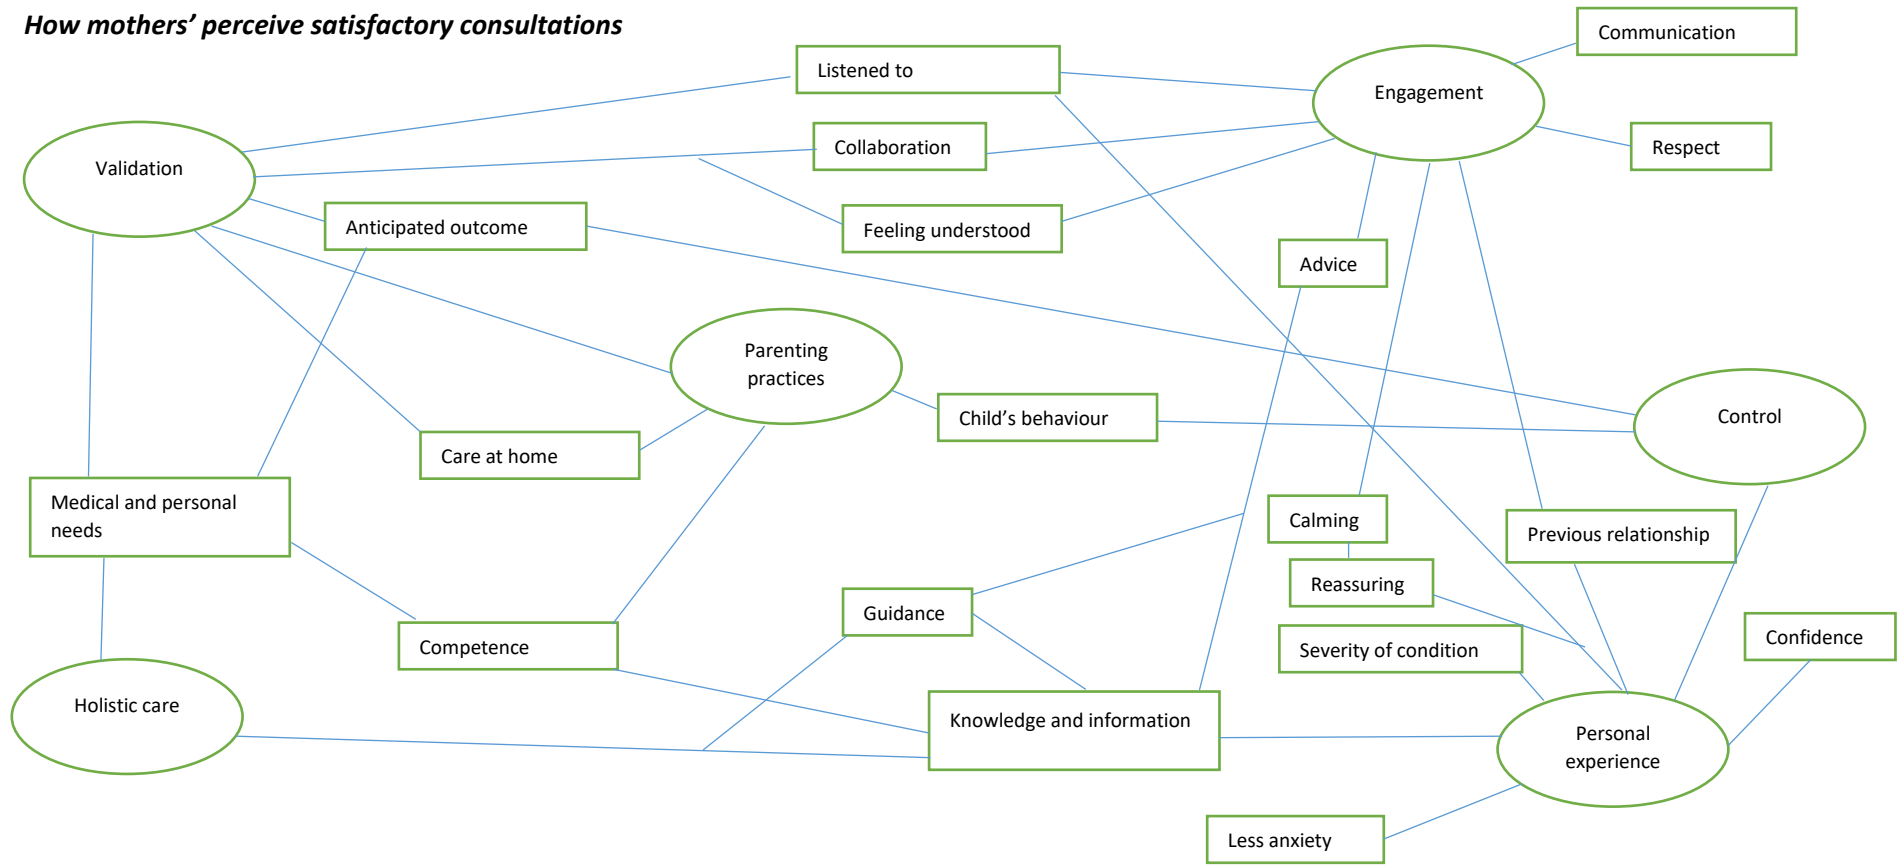 How mothers’ perceive satisfactory consultations
Communication
Listened to
Engagement
Collaboration
Respect
Validation
Anticipated outcome
Feeling understood
Advice
Parenting
practices
Child’s behaviour
Control
Care at home
Medical and personal
needs
Calming
Previous relationship
Reassuring
Guidance
Competence
Severity of condition
Confidence
Holistic care
Knowledge and information
Personal
experience
Less anxiety